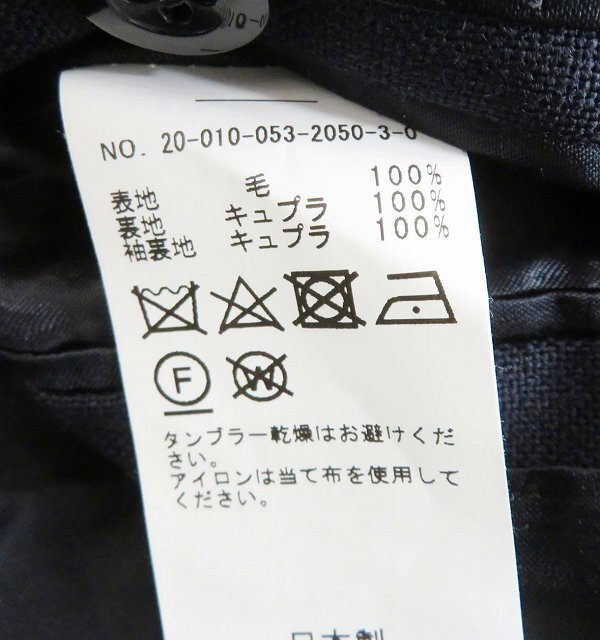 NO. 20-010-053-2050-3-0
表地 毛 100%
裏地 キュプラ 100%
袖裏地 キュプラ 100%
F W
タンブラー乾燥はお避けくだ
さい。
アイロンは当て布を使用して
ください。
日本製